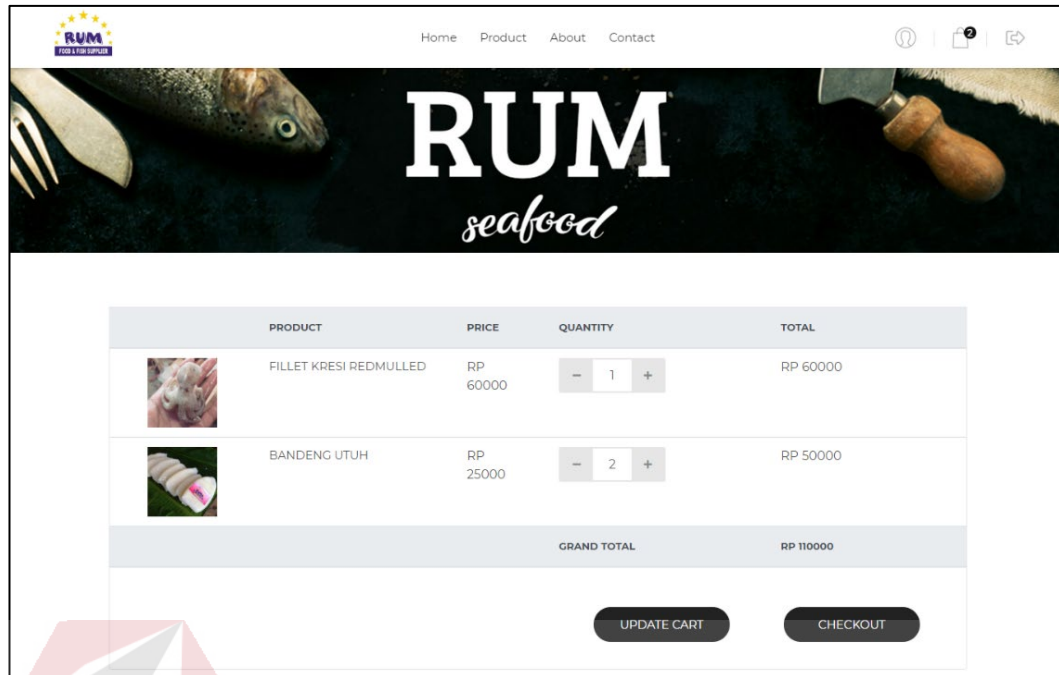 RUM
FOOD & FISH SUPPLIER
Home Product About Contact
2
RUM
seafood
PRODUCT PRICE QUANTITY TOTAL
FILLET KRESI REDMULLED RP 60000 - 1 + RP 60000
BANDENG UTUH RP 25000 - 2 + RP 50000
GRAND TOTAL RP 110000
UPDATE CART CHECKOUT